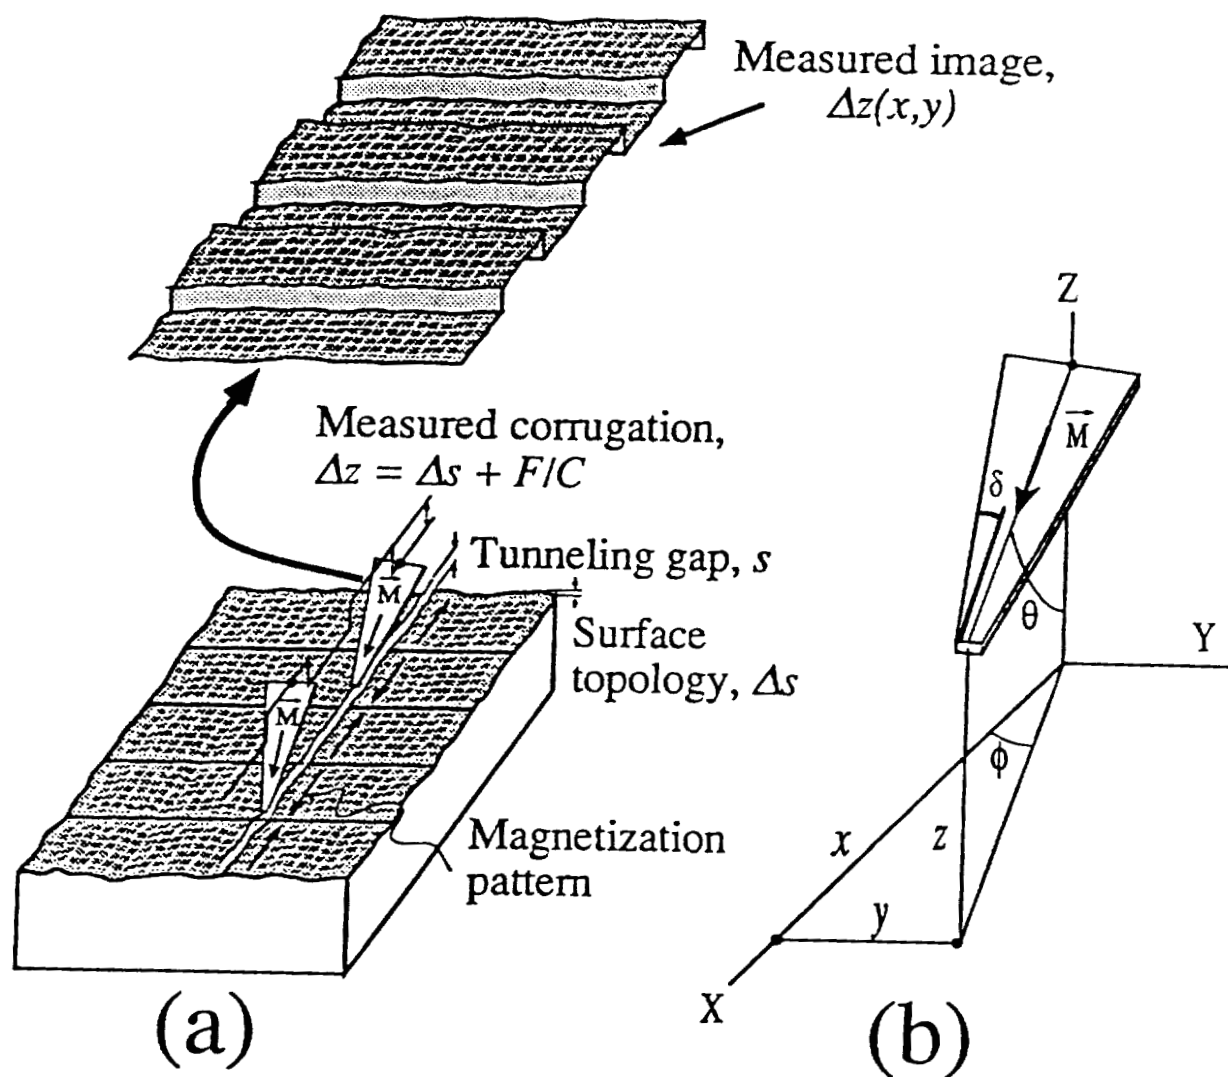 Measured image,
Δz(x,y)
Measured corrugation,
Δz = Δs + F/C
Tunneling gap, s
M
Surface
topology, Δs
M
Magnetization
pattern
(a)
Z
M
δ
θ
Y
ϕ
x
z
y
X
(b)